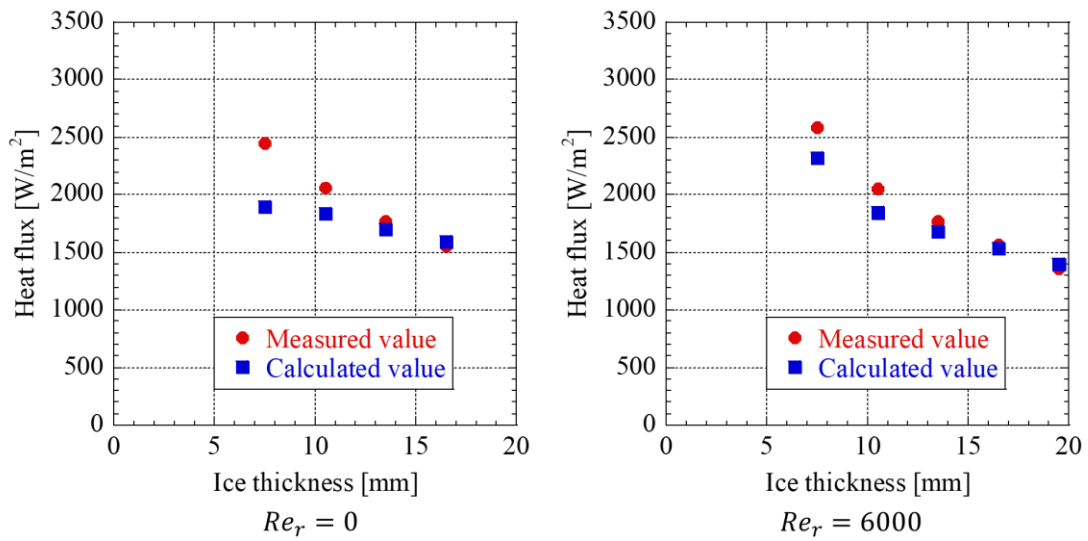 3500
3000
2500
2000
1500
1000
500
0
Heat flux [W/m²]
Measured value
Calculated value
0 5 10 15 20
Ice thickness [mm]
Re_r = 0
3500
3000
2500
2000
1500
1000
500
0
Heat flux [W/m²]
Measured value
Calculated value
0 5 10 15 20
Ice thickness [mm]
Re_r = 6000